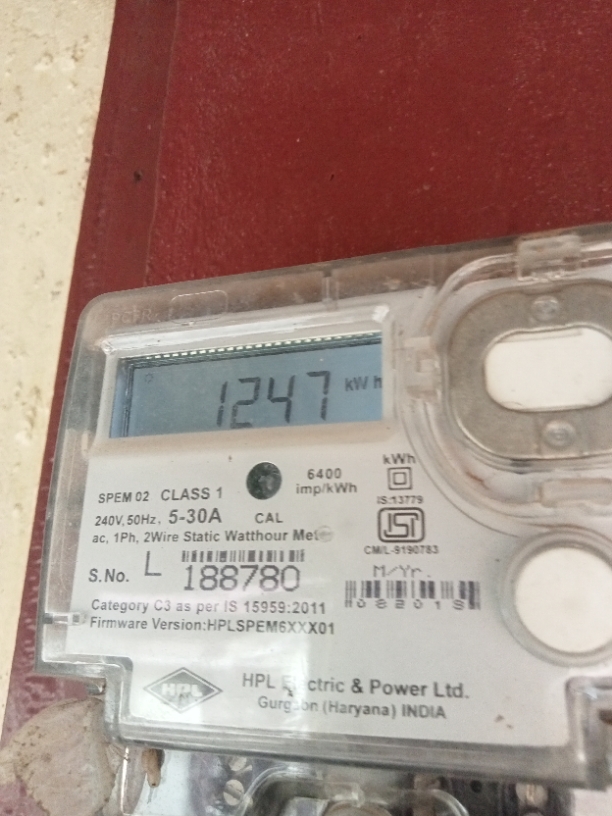 1247 kWh
6400
imp/kWh
kWh
IS:13779
SPEM 02 CLASS 1
240V, 50Hz, 5-30A CAL
ac, 1Ph, 2Wire Static Watthour
CM/L-9190783
S.No. L 188780
M/Yr.
Category C3 as per IS 15959:2011
Firmware Version:HPLSPEM6XXX01
HPL
HPL Electric & Power Ltd.
Gurgaon (Haryana) INDIA